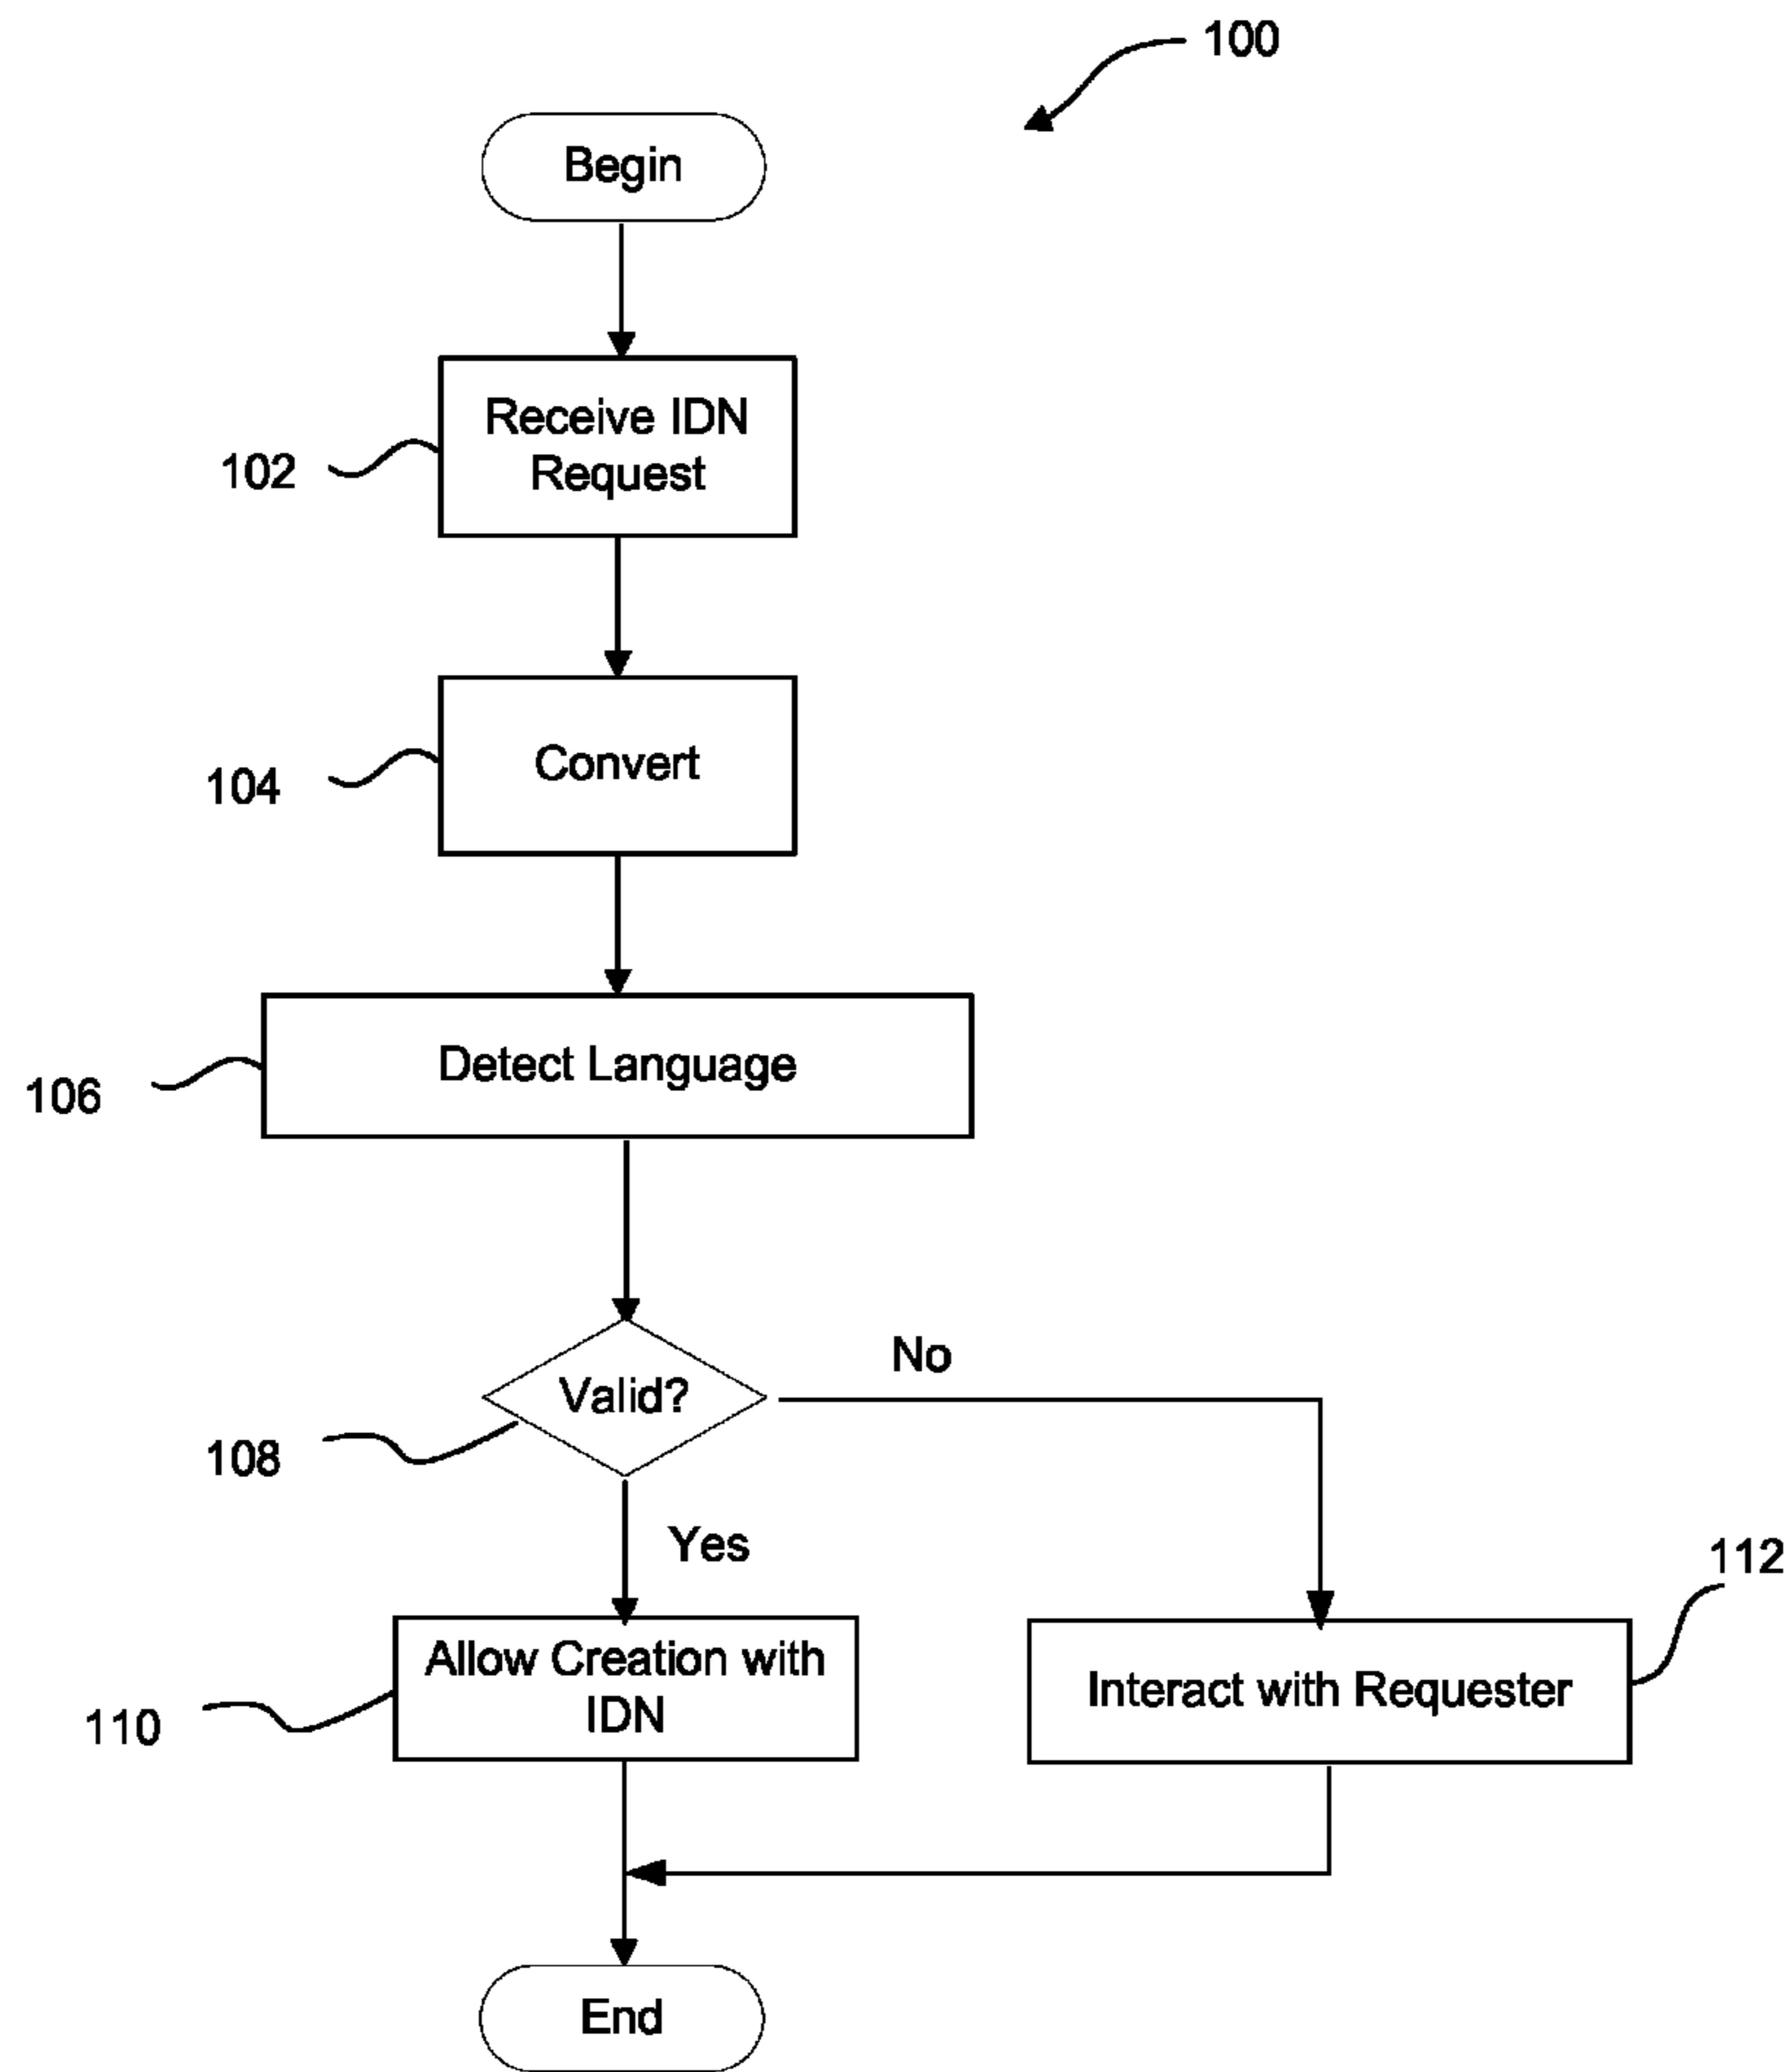 100
Begin
Receive IDN
Request
102
Convert
104
Detect Language
106
Valid?
No
108
Yes
112
Allow Creation with
IDN
Interact with Requester
110
End